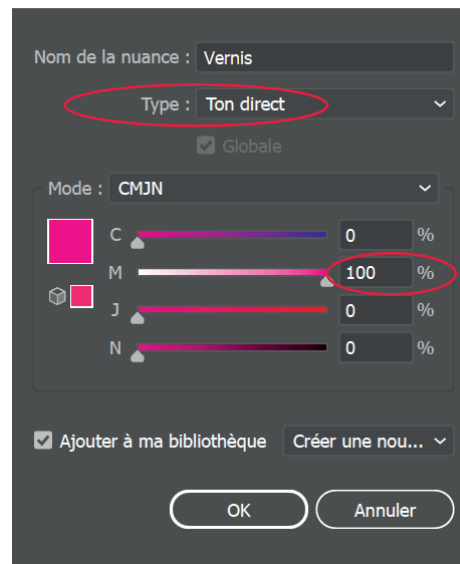 Nom de la nuance : Vernis
Type : Ton direct
Globale
Mode : CMJN
C 0 %
M 100 %
J 0 %
N 0 %
Ajouter à ma bibliothèque Créer une nou...
OK Annuler